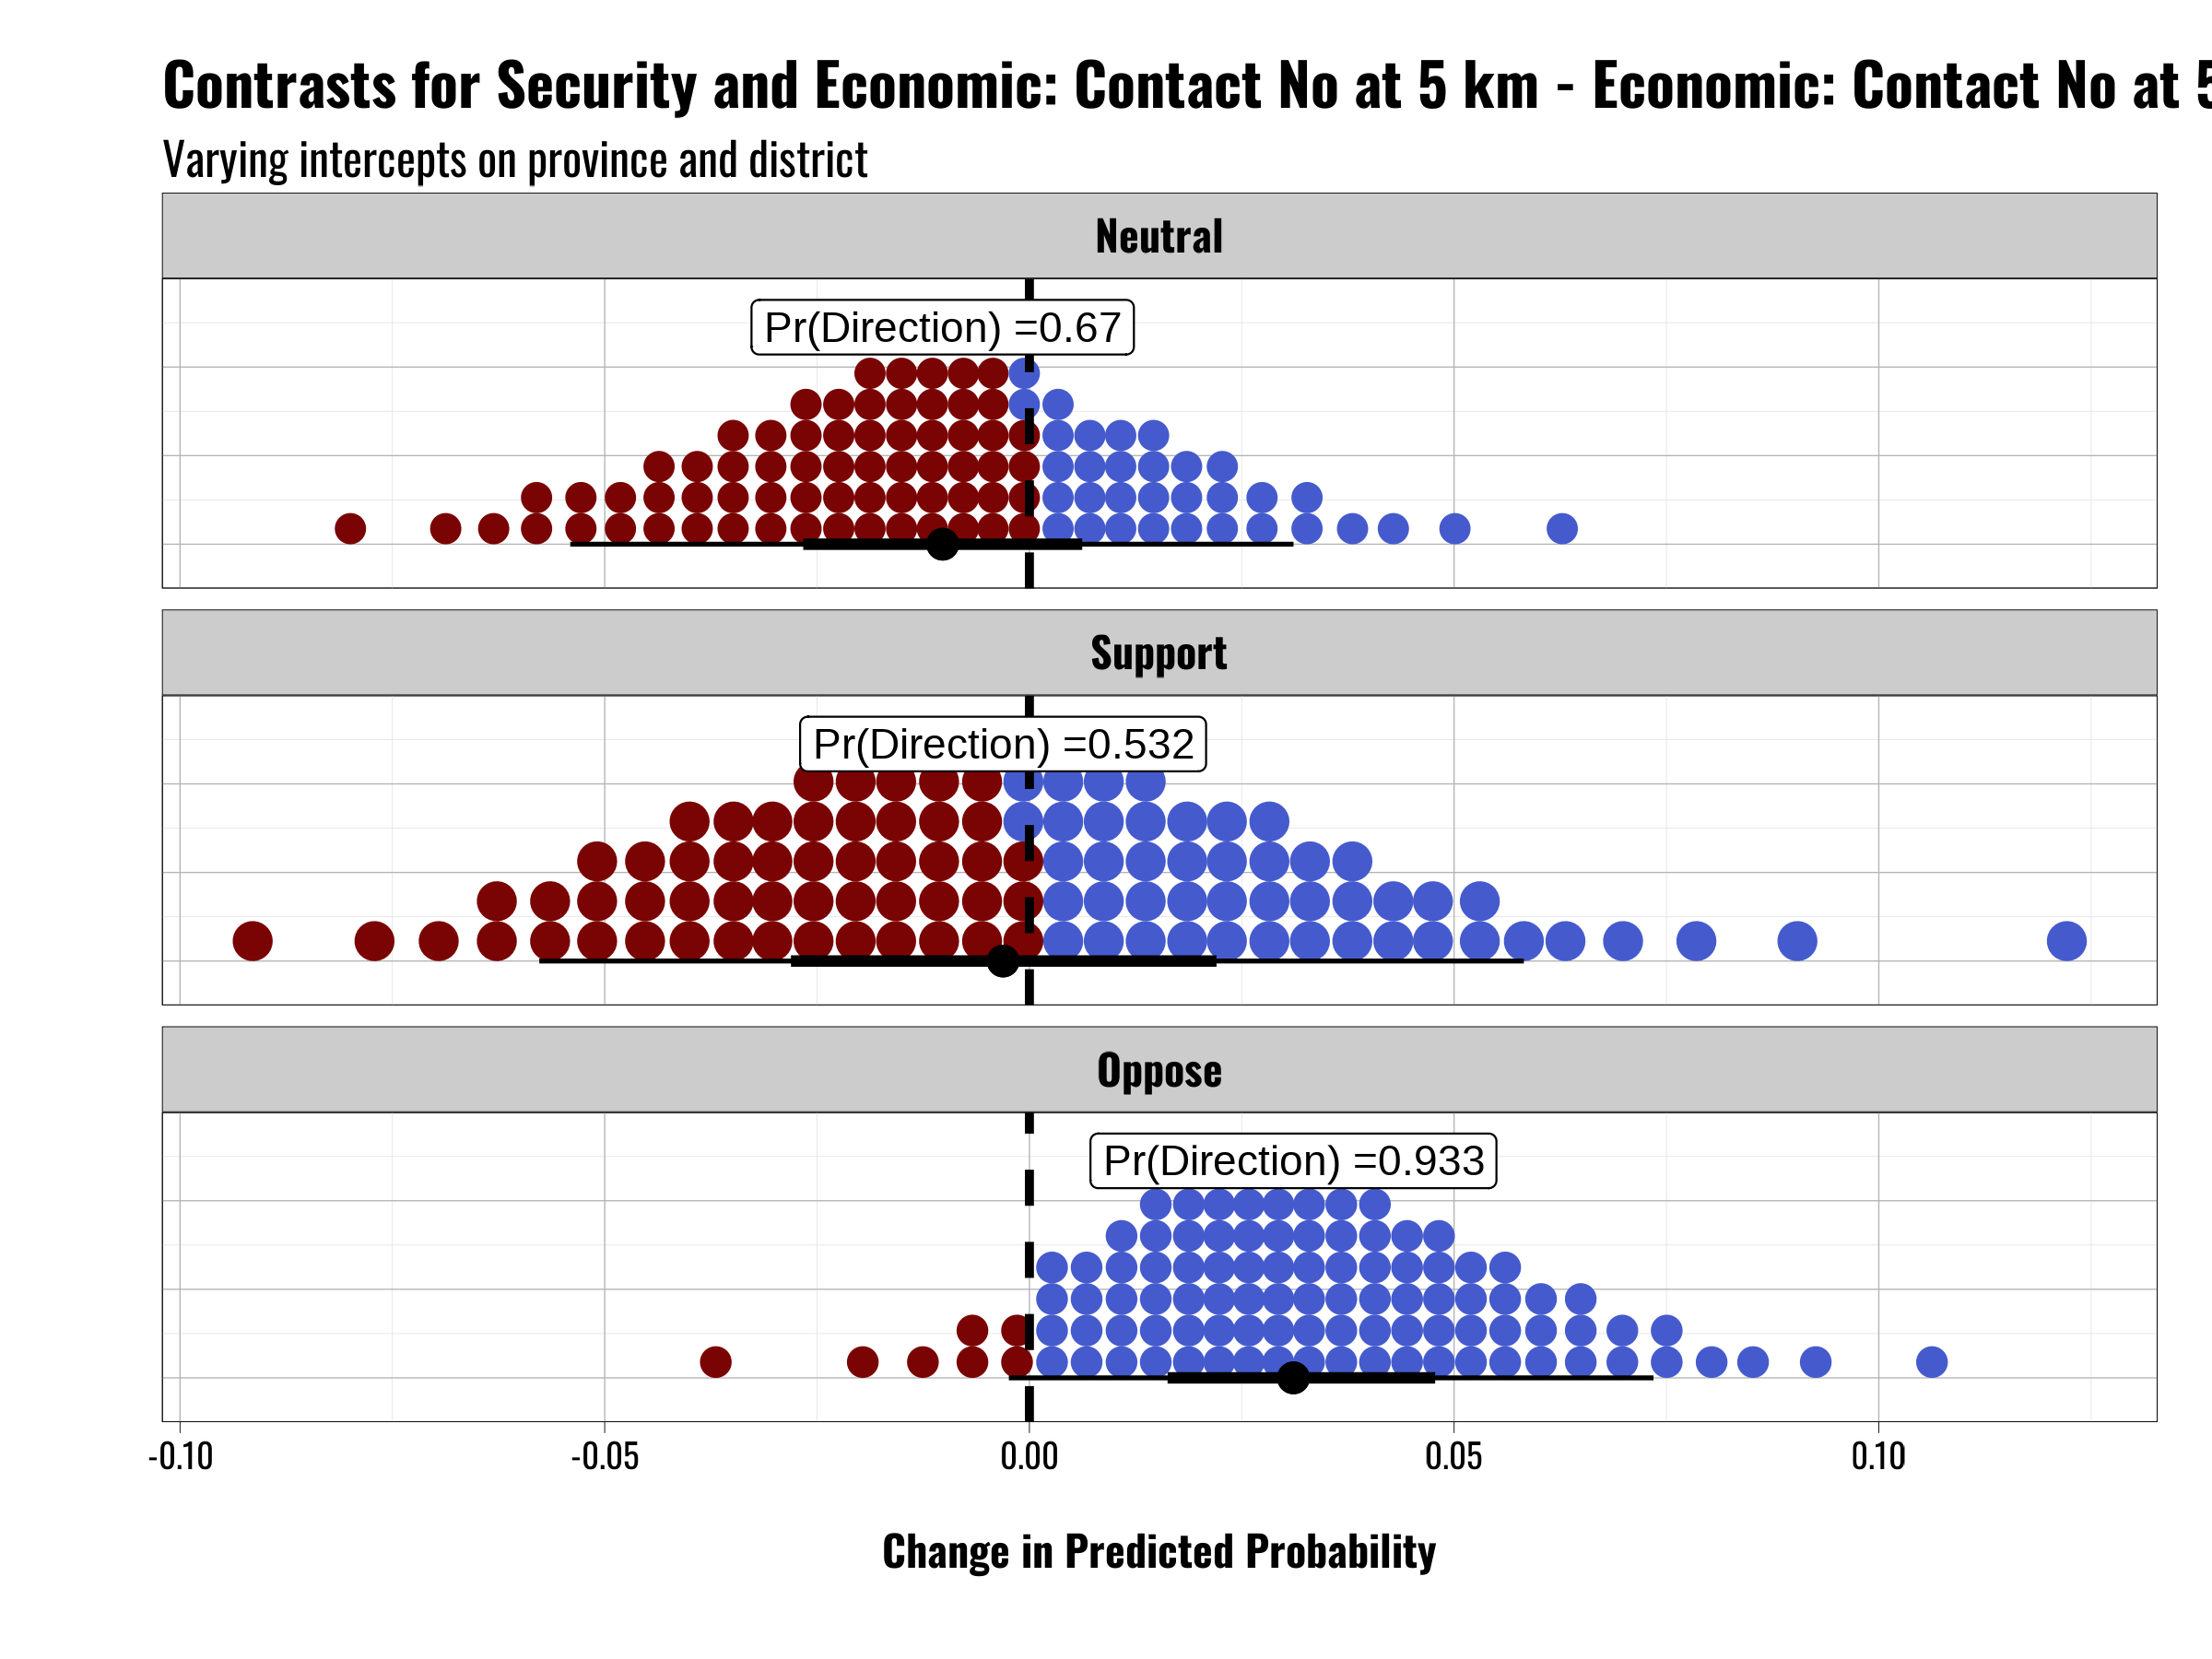 Contrasts for Security and Economic: Contact No at 5 km - Economic: Contact No at 5
Varying intercepts on province and district
Neutral
Pr(Direction) =0.67
Support
Pr(Direction) =0.532
Oppose
Pr(Direction) =0.933
-0.10 -0.05 0.00 0.05 0.10
Change in Predicted Probability